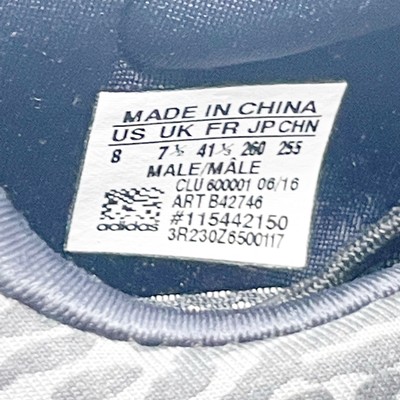 MADE IN CHINA
US UK FR JP CHN
8 7½ 41⅓ 260 255
MALE/MÂLE
CLU 600001 06/16
ART B42746
#115442150
3R230Z6500117
adidas